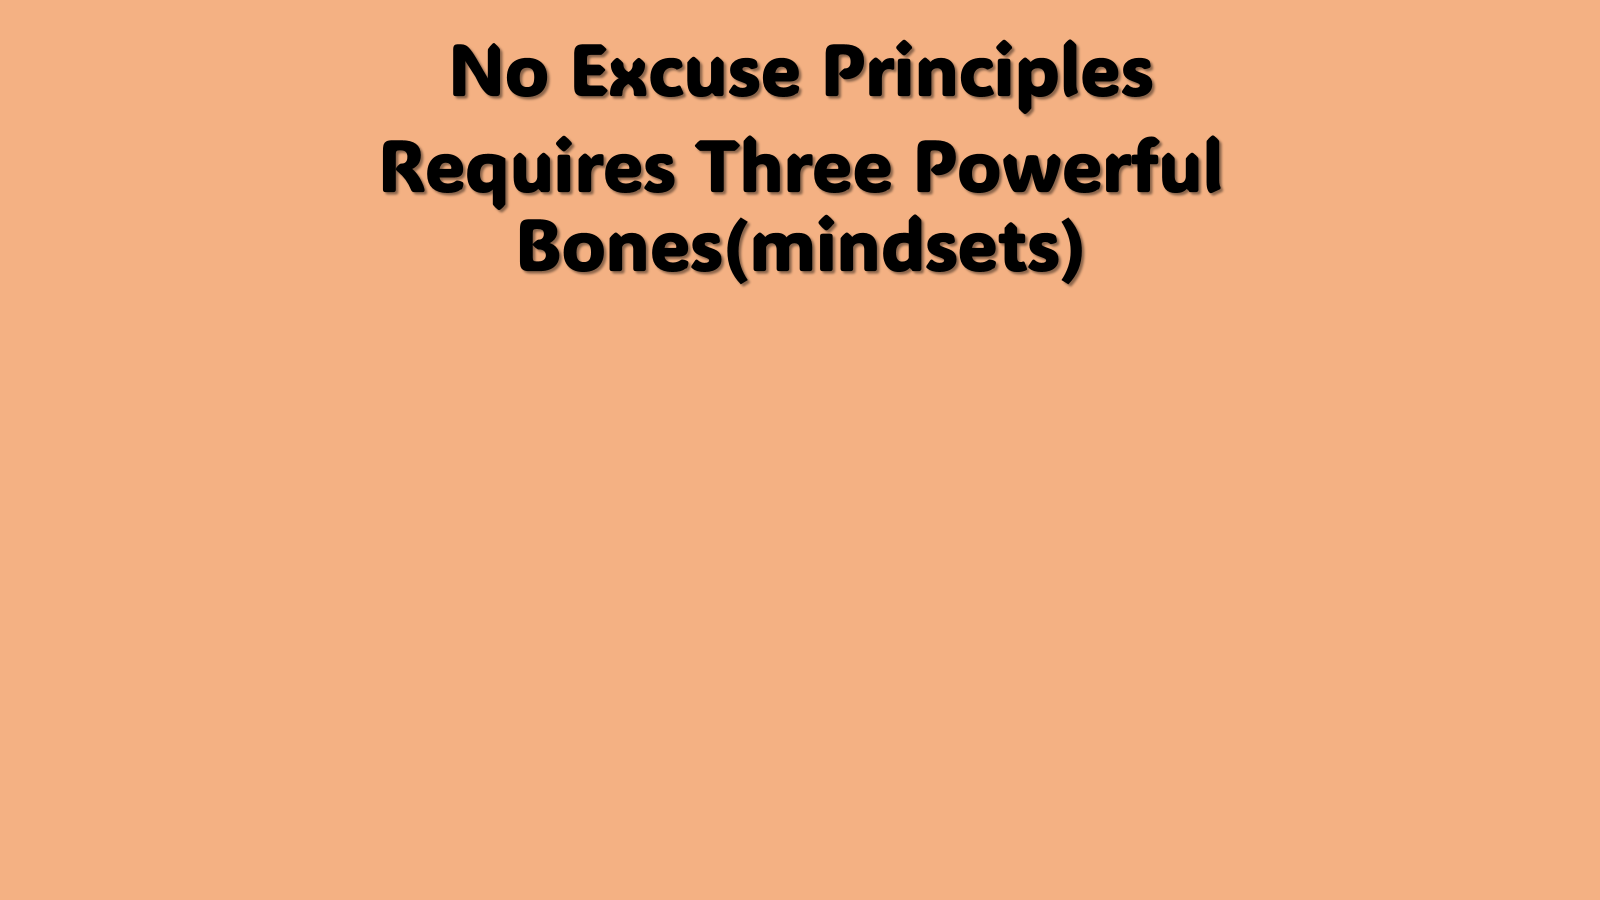 No Excuse Principles
Requires Three Powerful
Bones(mindsets)